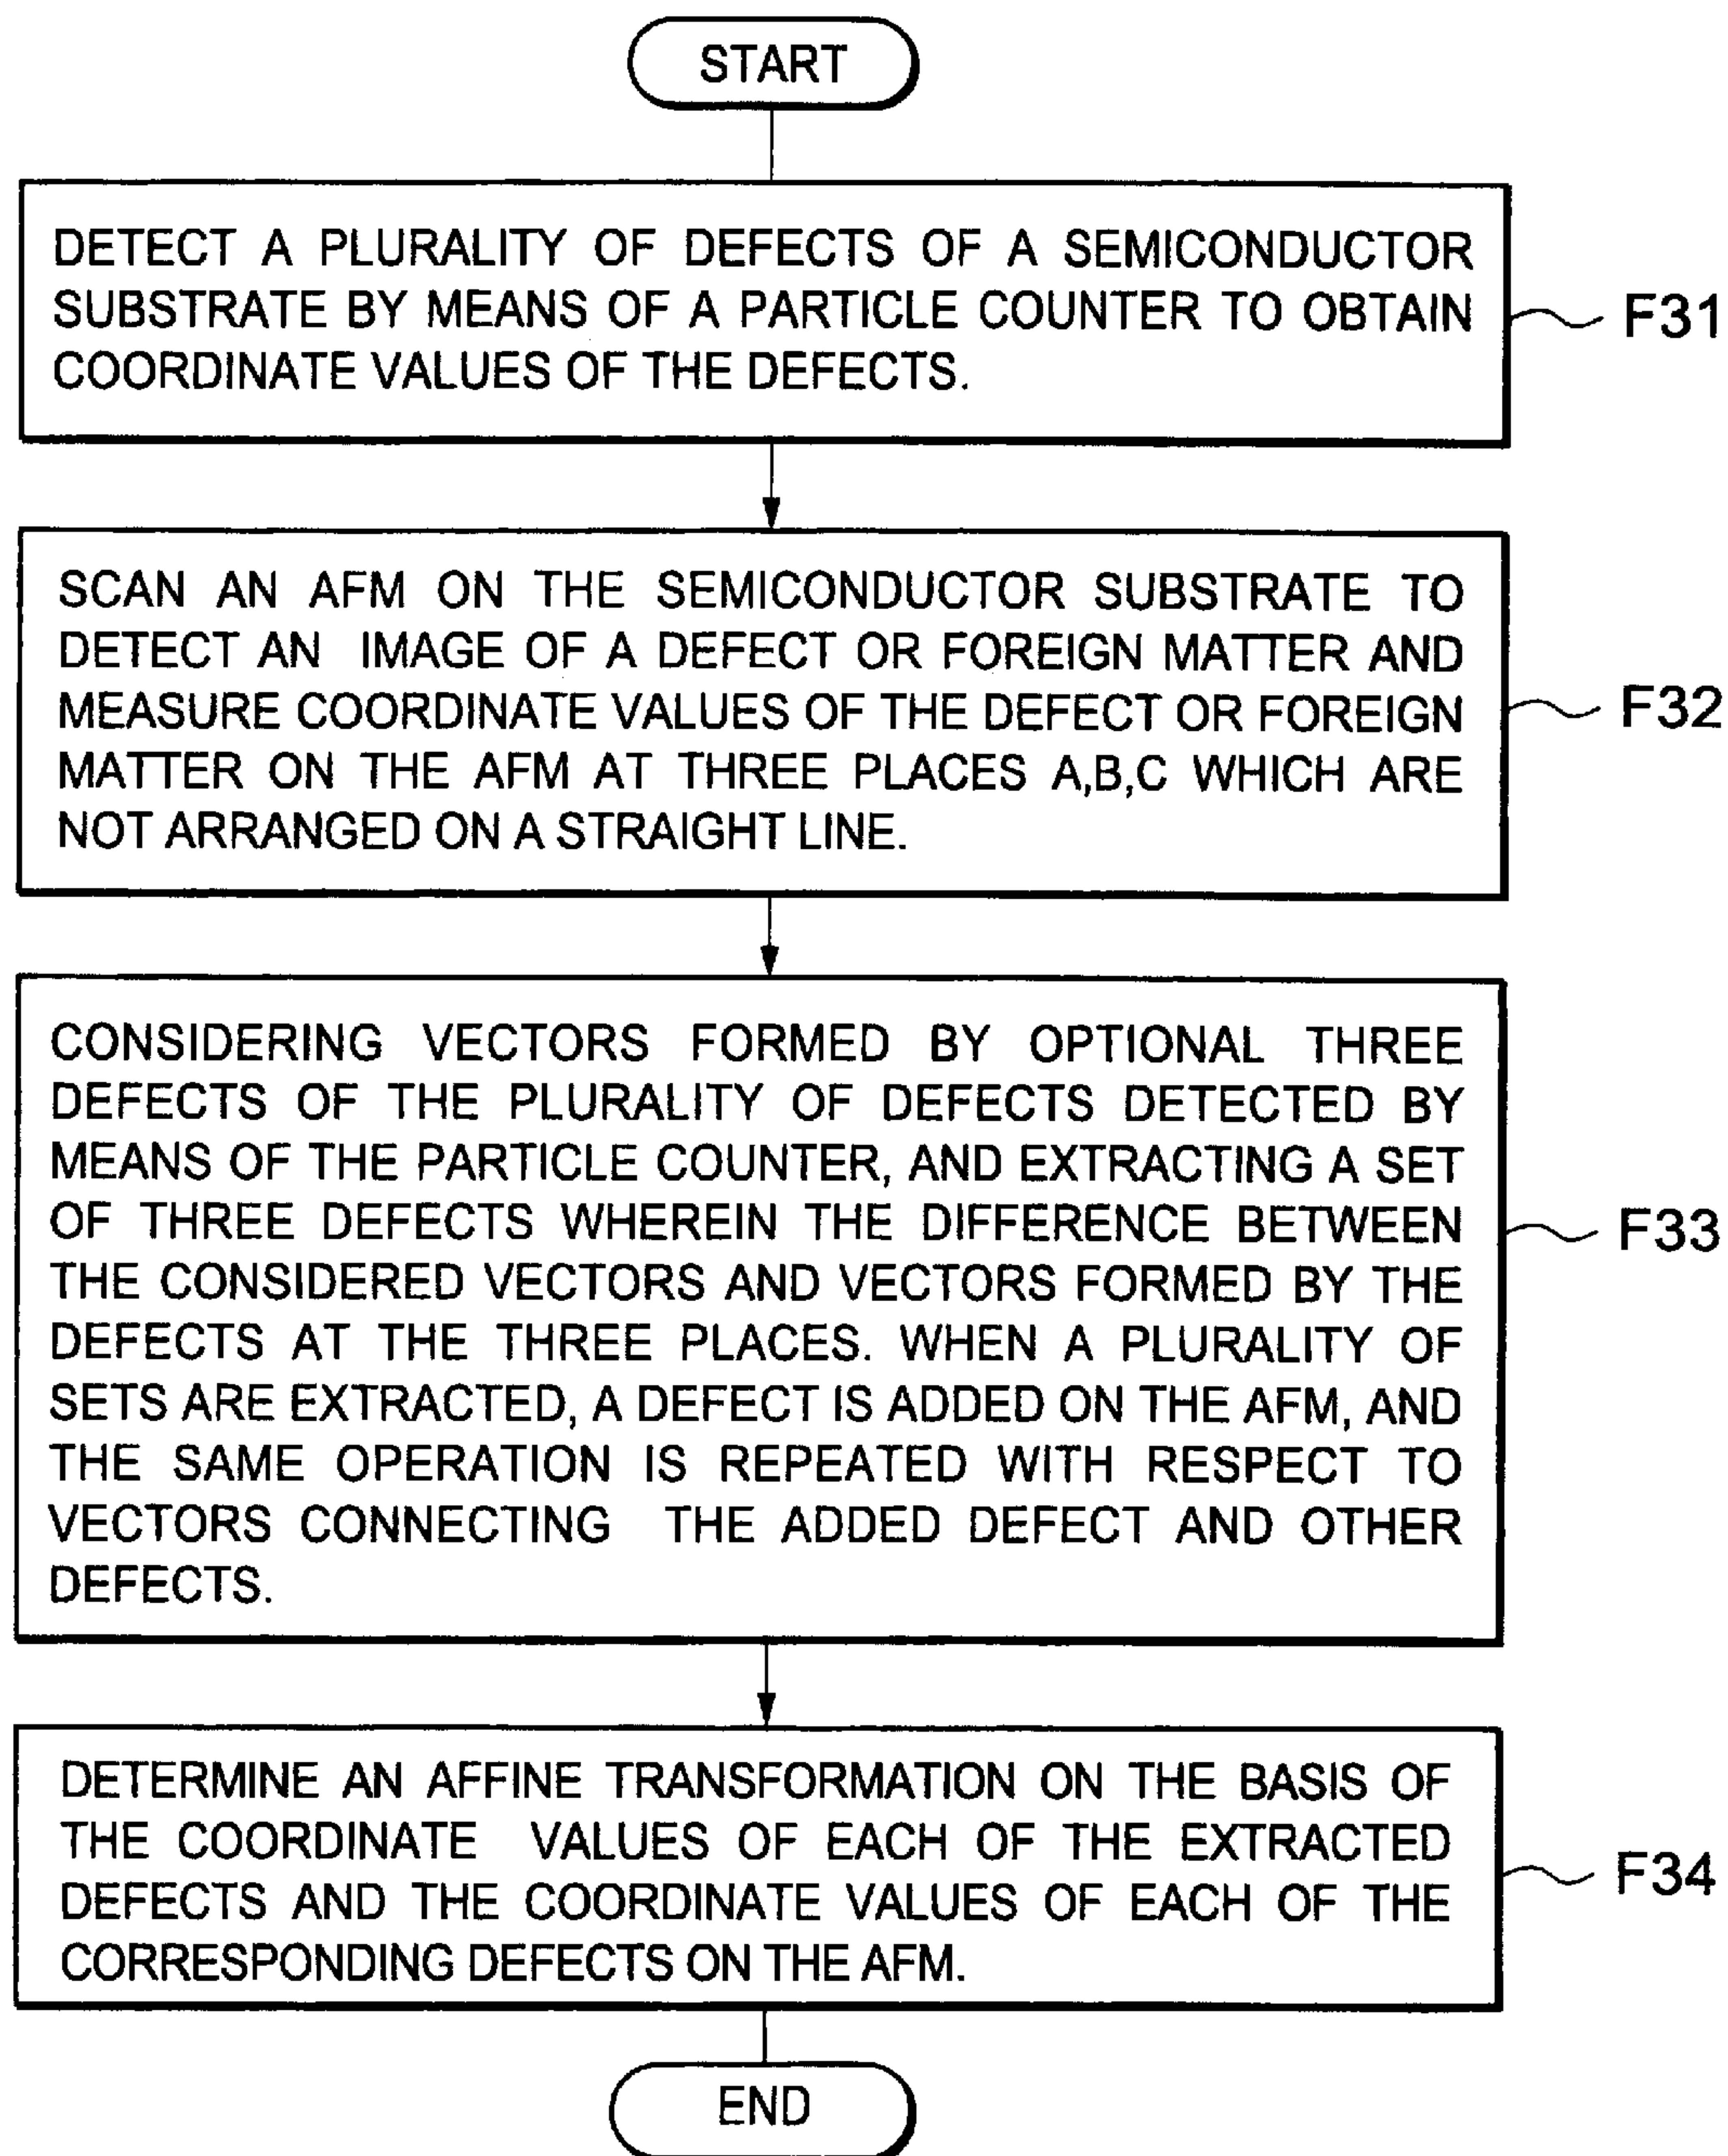 START
DETECT A PLURALITY OF DEFECTS OF A SEMICONDUCTOR
SUBSTRATE BY MEANS OF A PARTICLE COUNTER TO OBTAIN
COORDINATE VALUES OF THE DEFECTS.
F31
SCAN AN AFM ON THE SEMICONDUCTOR SUBSTRATE TO
DETECT AN IMAGE OF A DEFECT OR FOREIGN MATTER AND
MEASURE COORDINATE VALUES OF THE DEFECT OR FOREIGN
MATTER ON THE AFM AT THREE PLACES A,B,C WHICH ARE
NOT ARRANGED ON A STRAIGHT LINE.
F32
CONSIDERING VECTORS FORMED BY OPTIONAL THREE
DEFECTS OF THE PLURALITY OF DEFECTS DETECTED BY
MEANS OF THE PARTICLE COUNTER, AND EXTRACTING A SET
OF THREE DEFECTS WHEREIN THE DIFFERENCE BETWEEN
THE CONSIDERED VECTORS AND VECTORS FORMED BY THE
DEFECTS AT THE THREE PLACES. WHEN A PLURALITY OF
SETS ARE EXTRACTED, A DEFECT IS ADDED ON THE AFM, AND
THE SAME OPERATION IS REPEATED WITH RESPECT TO
VECTORS CONNECTING THE ADDED DEFECT AND OTHER
DEFECTS.
F33
DETERMINE AN AFFINE TRANSFORMATION ON THE BASIS OF
THE COORDINATE VALUES OF EACH OF THE EXTRACTED
DEFECTS AND THE COORDINATE VALUES OF EACH OF THE
CORRESPONDING DEFECTS ON THE AFM.
F34
END